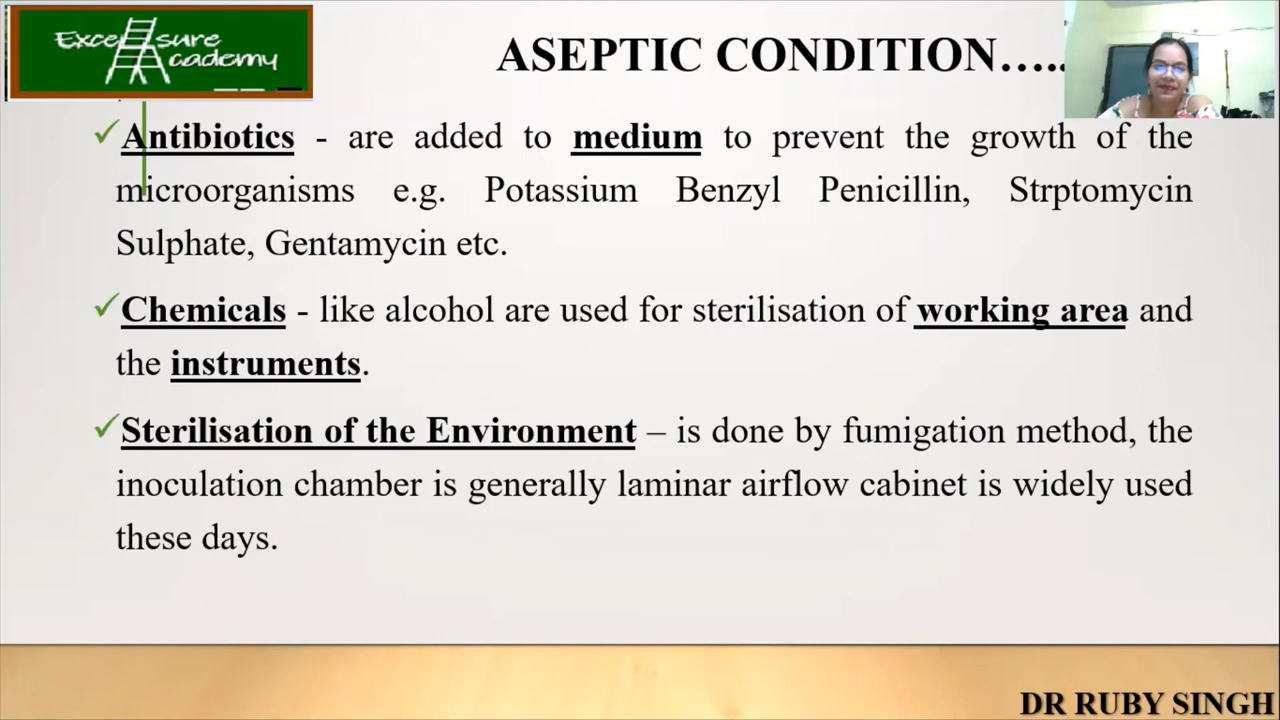 Excel sure
Academy
ASEPTIC CONDITION…..
✓Antibiotics - are added to medium to prevent the growth of the
microorganisms e.g. Potassium Benzyl Penicillin, Strptomycin
Sulphate, Gentamycin etc.
✓Chemicals - like alcohol are used for sterilisation of working area and
the instruments.
✓Sterilisation of the Environment – is done by fumigation method, the
inoculation chamber is generally laminar airflow cabinet is widely used
these days.
DR RUBY SINGH